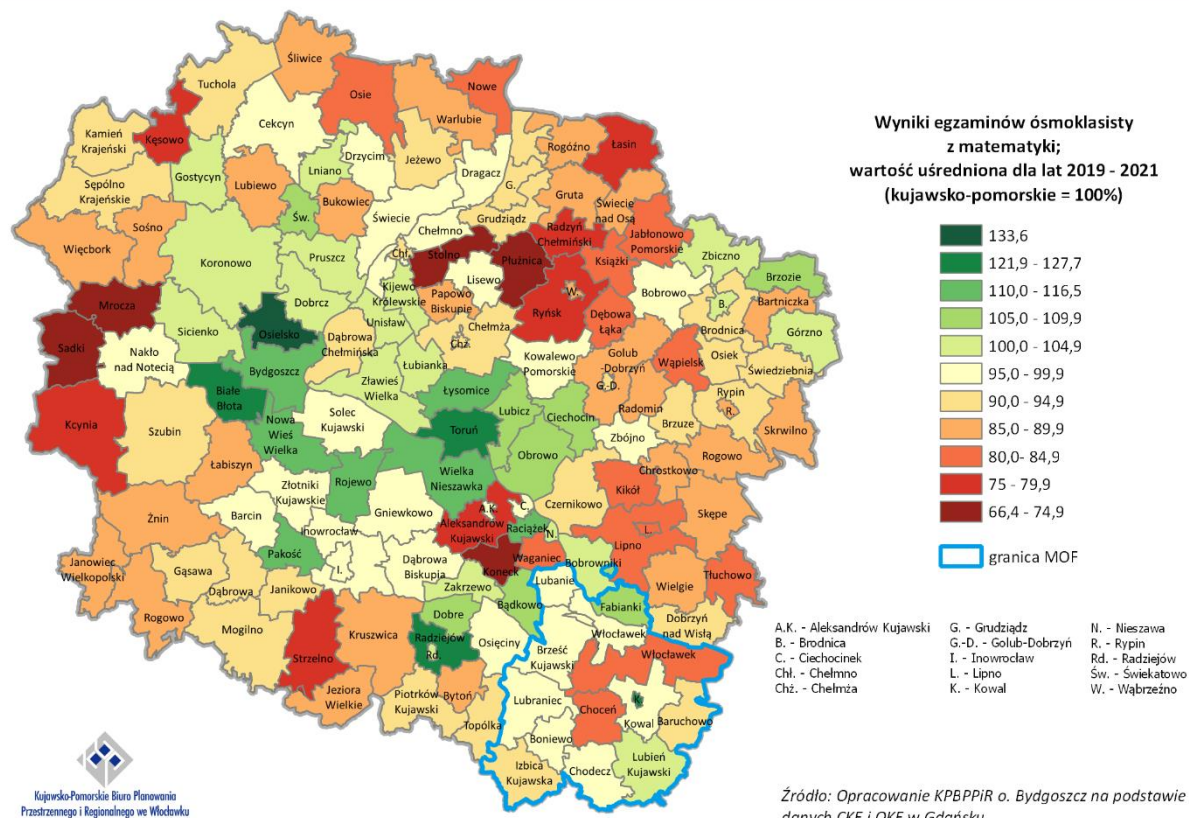 Śliwice
Tuchola
Osie
Nowe
Kęsowo
Cekcyn
Warlubie
Kamień
Krajeński
Drzycim
Jeżewo
Rogóźno
Łasin
Gostycyn
Lniano
Dragacz
G.
Sępólno
Krajeńskie
Lubiewo
Św.
Bukowiec
Gruta
Grudziądz
Świecie
nad Osą
Sośno
Świecie
Więcbork
Chełmno
Radzyń
Chełmiński
Jabłonowo
Pomorskie
Koronowo
Pruszcz
Chł.
Stolno
Płużnica
Książki
Zbiczno
Brzozie
Kijewo
Królewskie
Lisewo
W.
Bobrowo
B.
Bartniczka
Mrocza
Dobrcz
Papowo
Biskupie
Ryńsk
Dębowa
Łąka
Brodnica
Górzno
Sicienko
Osielsko
Unisław
Chełmża
Dąbrowa
Chełmińska
Chż.
Sadki
Nakło
nad Notecią
Bydgoszcz
Łubianka
Kowalewo
Pomorskie
Golub
-Dobrzyń
Wąpielsk
Osiek
Świedziebnia
Białe
Błota
Zławieś
Wielka
Łysomice
G.-D.
Rypin
R.
Kcynia
Szubin
Solec
Kujawski
Toruń
Lubicz
Ciechocin
Radomin
Brzuze
Skrwilno
Nowa
Wieś
Wielka
Obrowo
Zbójno
Łabiszyn
Rojewo
Wielka
Nieszawka
Rogowo
Chrostkowo
Złotniki
Kujawskie
Czernikowo
Kikół
Żnin
Barcin
Gniewkowo
A.K.
C.
Skępe
Inowrocław
Aleksandrów
Kujawski
Raciążek
N.
L.
Lipno
Janowiec
Wielkopolski
Gąsawa
Pakość
I.
Dąbrowa
Biskupia
Waganiec
Koneck
Bobrowniki
Wielgie
Tłuchowo
Dąbrowa
Janikowo
Zakrzewo
Lubanie
Rogowo
Mogilno
Bądkowo
Fabianki
Dobrzyń
nad Wisłą
Kruszwica
Dobre
Włocławek
Strzelno
Radziejów
Rd.
Osięciny
Brześć
Kujawski
Włocławek
Jeziora
Wielkie
Bytoń
Piotrków
Kujawski
Lubraniec
Choceń
K.
Kowal
Baruchowo
Topólka
Boniewo
Izbica
Kujawska
Chodecz
Lubień
Kujawski
Wyniki egzaminów ósmoklasisty
z matematyki;
wartość uśredniona dla lat 2019 - 2021
(kujawsko-pomorskie = 100%)
133,6
121,9 - 127,7
110,0 - 116,5
105,0 - 109,9
100,0 - 104,9
95,0 - 99,9
90,0 - 94,9
85,0 - 89,9
80,0- 84,9
75 - 79,9
66,4 - 74,9
granica MOF
A.K. - Aleksandrów Kujawski G. - Grudziądz N. - Nieszawa
B. - Brodnica G.-D. - Golub-Dobrzyń R. - Rypin
C. - Ciechocinek I. - Inowrocław Rd. - Radziejów
Chł. - Chełmno L. - Lipno Św. - Świekatowo
Chż. - Chełmża K. - Kowal W. - Wąbrzeźno
Kujawsko-Pomorskie Biuro Planowania
Przestrzennego i Regionalnego we Włocławku
Źródło: Opracowanie KPBPPiR o. Bydgoszcz na podstawie
danych CKE i OKE w Gdańsku